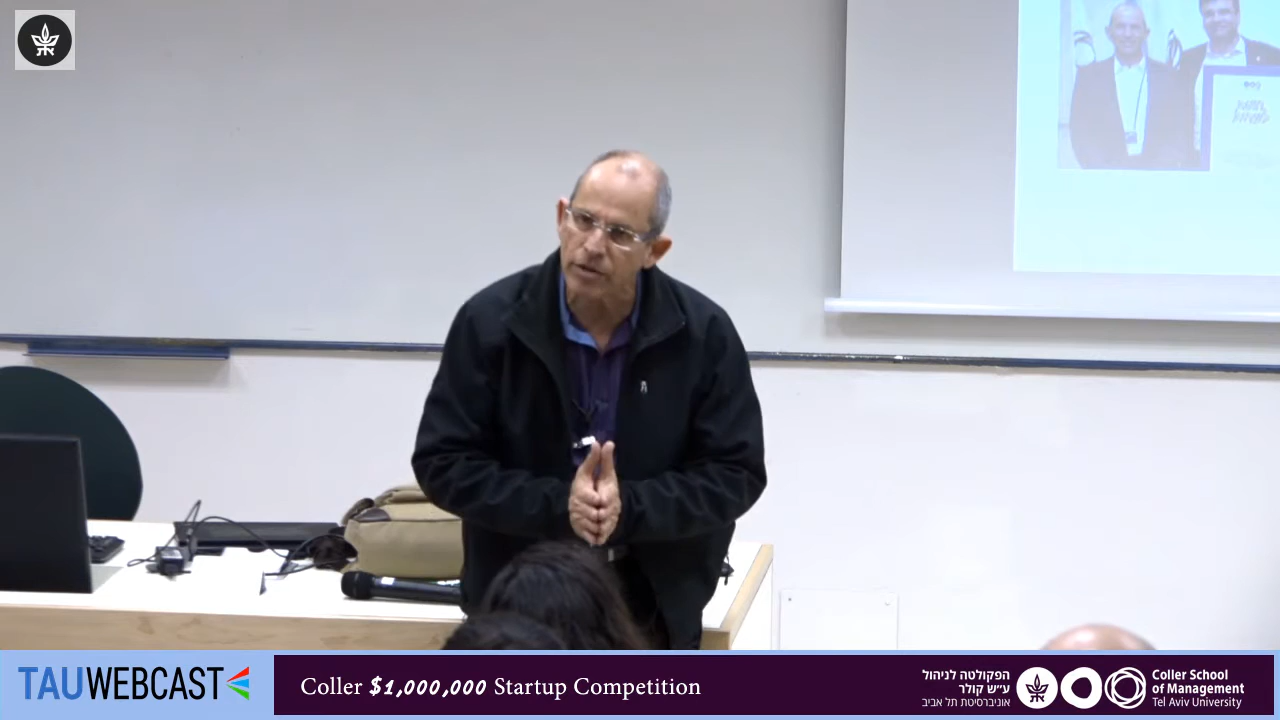 TAUWEBCAST
Coller $1,000,000 Startup Competition
הפקולטה לניהול
ע״ש קולר
אוניברסיטת תל אביב
Coller School
of Management
Tel Aviv University